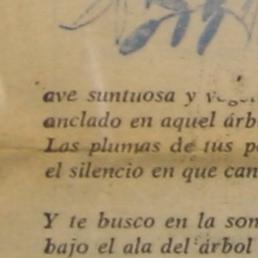 ave suntuosa y
anclado en aquel árb
Las plumas de tus p
el silencio en que can
Y te busco en la son
bajo el ala del árbol